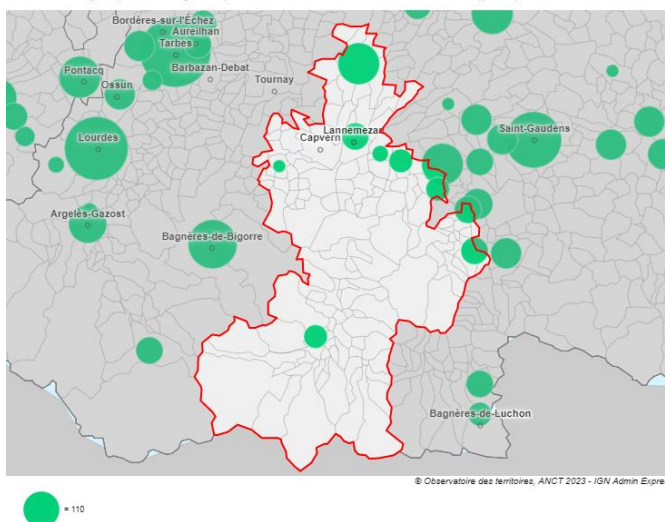 Bordères-sur-l'Échez
Aureilhan
Tarbes
Pontacq
Barbazan-Debat
Tournay
Ossun
Lannemezan
Capvern
Saint-Gaudens
Lourdes
Argelès-Gazost
Bagnères-de-Bigorre
Bagnères-de-Luchon
© Observatoire des territoires, ANCT 2023 - IGN Admin Expre
= 110